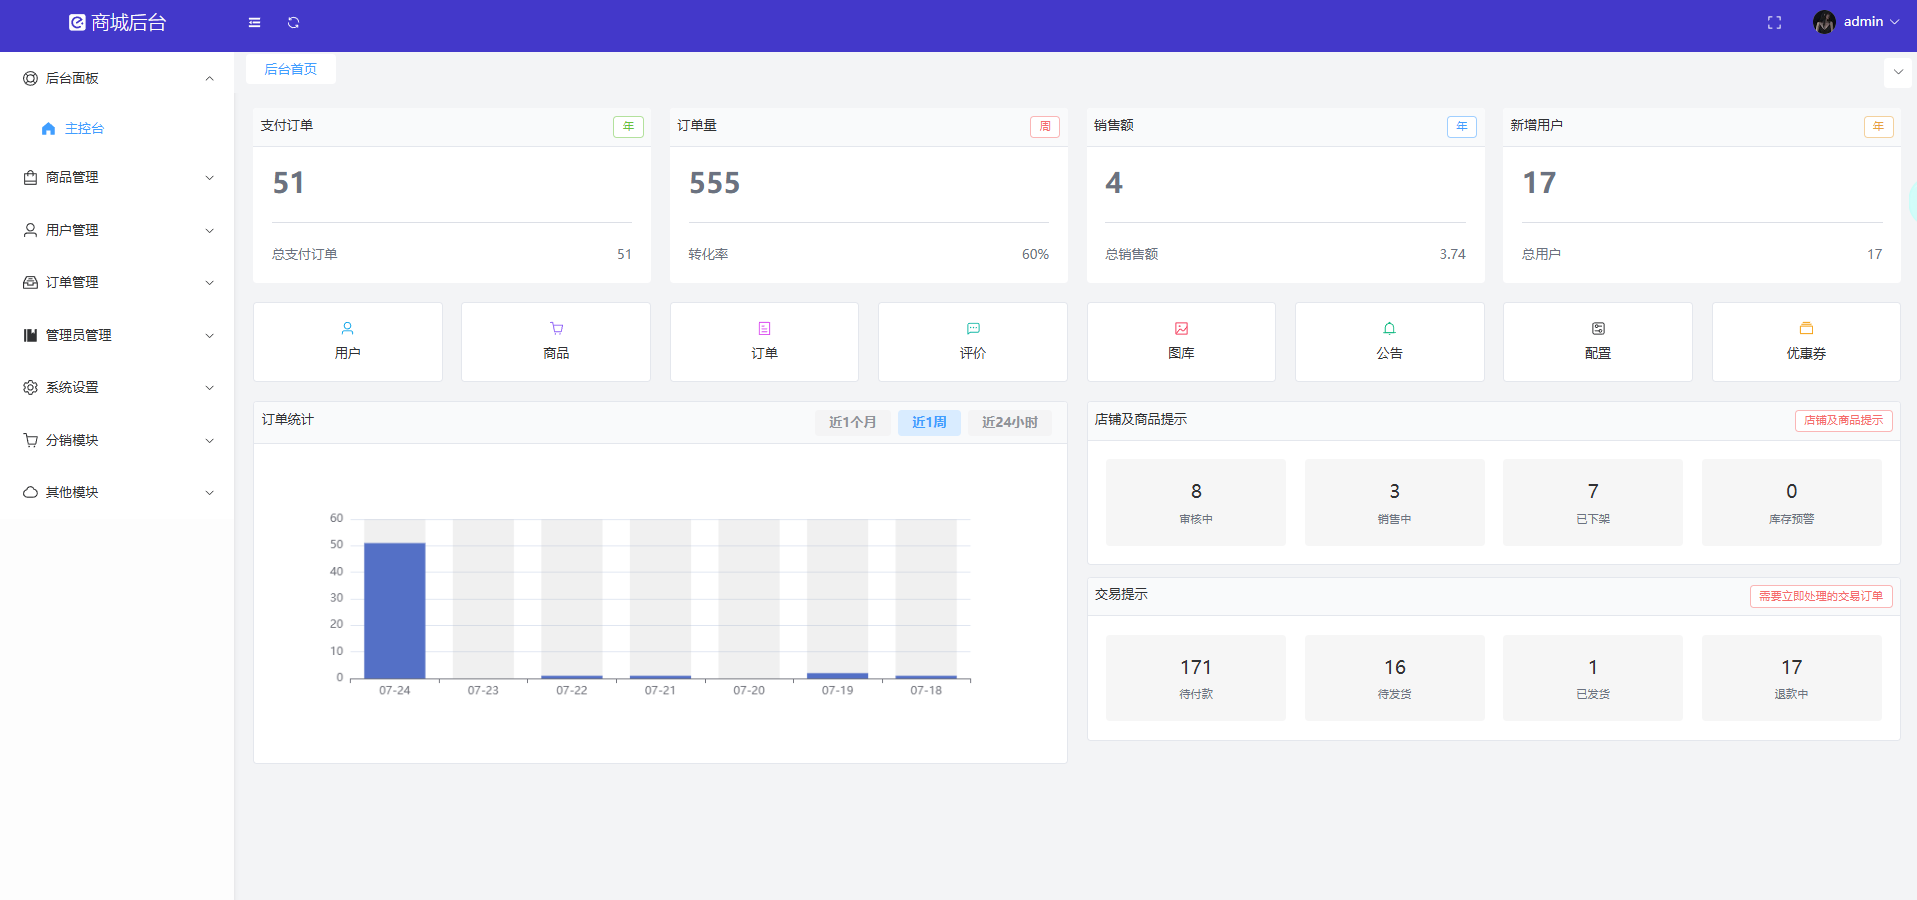 商城后台
admin
后台面板
主控台
商品管理
用户管理
订单管理
管理员管理
系统设置
分销模块
其他模块
后台首页
支付订单 年
51
总支付订单 51
订单量 周
555
转化率 60%
销售额 年
4
总销售额 3.74
新增用户 年
17
总用户 17
用户
商品
订单
评价
图库
公告
配置
优惠券
订单统计 近1个月 近1周 近24小时
60
50
40
30
20
10
0
07-24 07-23 07-22 07-21 07-20 07-19 07-18
店铺及商品提示 店铺及商品提示
8 3 7 0
审核中 销售中 已下架 库存预警
交易提示 需要立即处理的交易订单
171 16 1 17
待付款 待发货 已发货 退款中